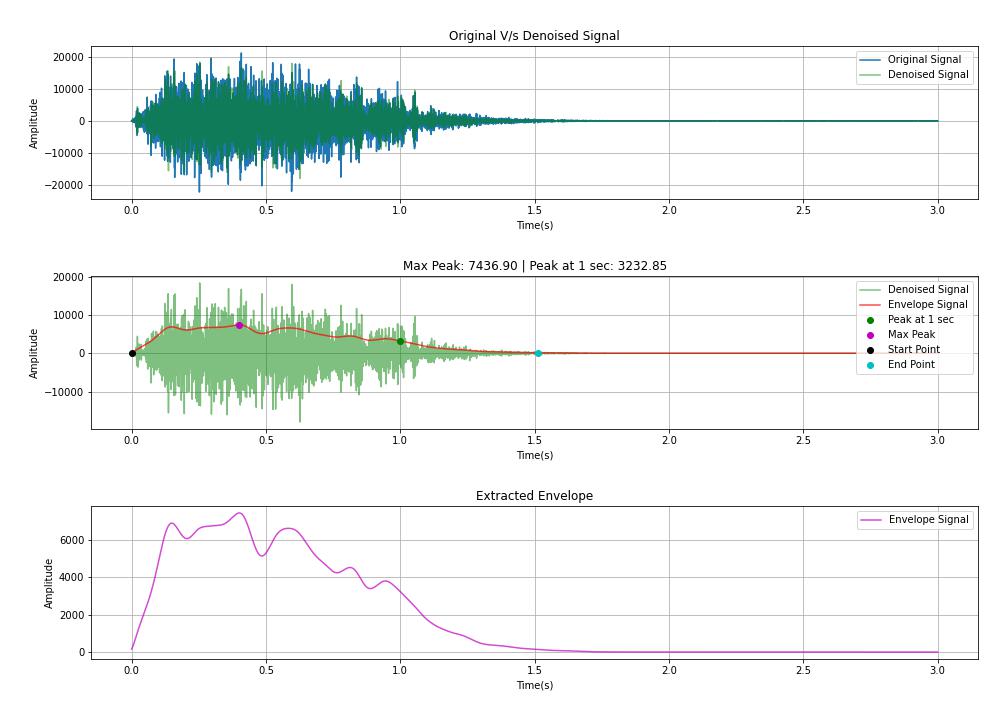 Original V/s Denoised Signal
20000
10000
0
−10000
−20000
Amplitude
Original Signal
Denoised Signal
0.0 0.5 1.0 1.5 2.0 2.5 3.0
Time(s)
Max Peak: 7436.90 | Peak at 1 sec: 3232.85
20000
10000
0
−10000
Amplitude
Denoised Signal
Envelope Signal
Peak at 1 sec
Max Peak
Start Point
End Point
0.0 0.5 1.0 1.5 2.0 2.5 3.0
Time(s)
Extracted Envelope
6000
4000
2000
0
Amplitude
Envelope Signal
0.0 0.5 1.0 1.5 2.0 2.5 3.0
Time(s)